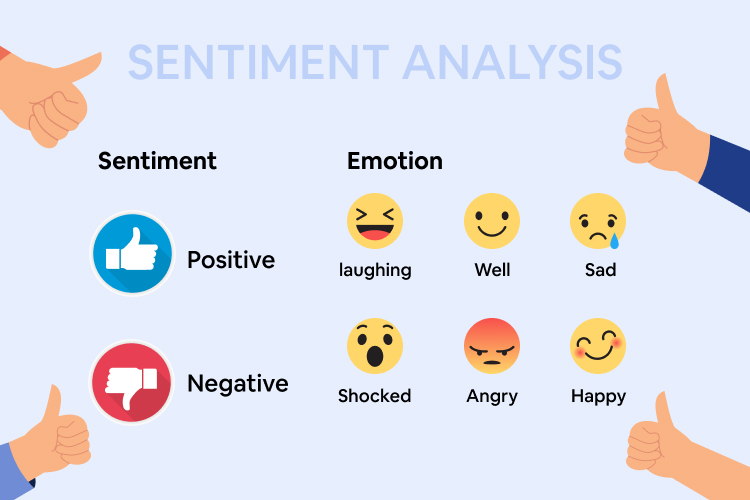 SENTIMENT ANALYSIS
Sentiment
Emotion
Positive
Negative
laughing
Well
Sad
Shocked
Angry
Happy